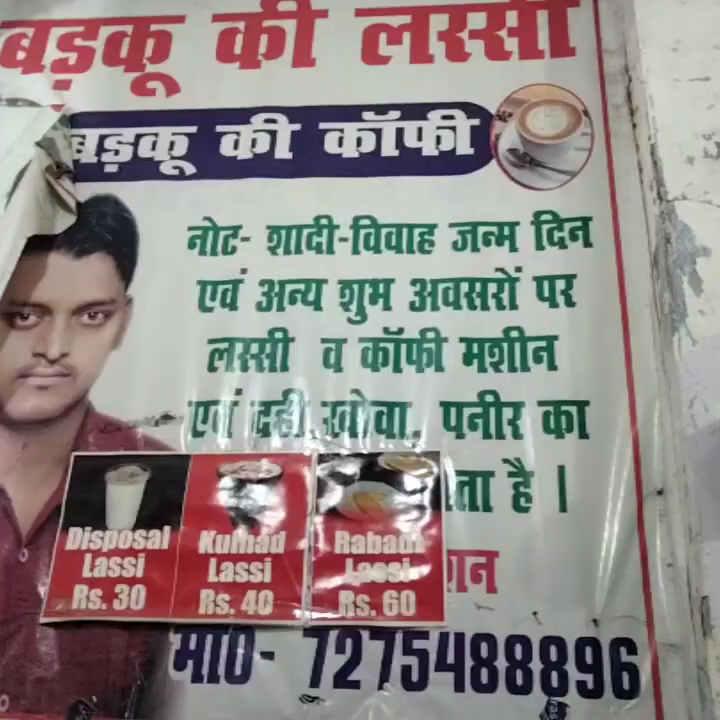 बड़कू की लस्सी
बड़कू की कॉफी
नोट- शादी-विवाह जन्म दिन
एवं अन्य शुभ अवसरों पर
लस्सी व कॉफी मशीन
एवं दही, खोवा, पनीर का
ता है।
Disposal Lassi Rs. 30
Kulhad Lassi Rs. 40
Rabadi Lassi Rs. 60
मो0- 7275488896